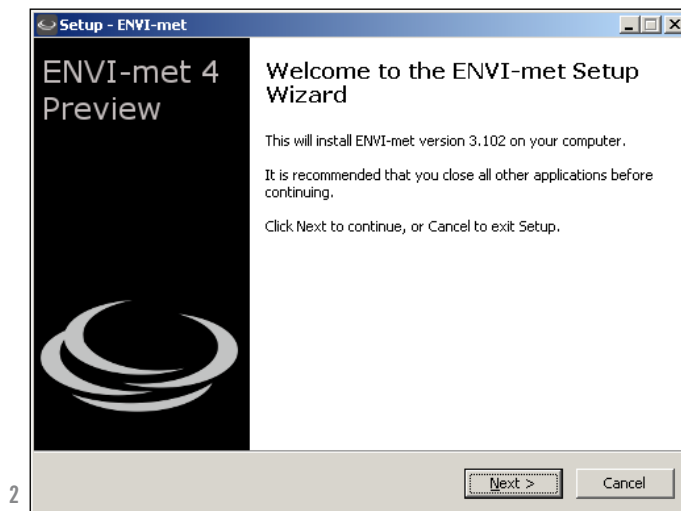 Setup - ENVI-met
ENVI-met 4
Preview
Welcome to the ENVI-met Setup
Wizard
This will install ENVI-met version 3.102 on your computer.
It is recommended that you close all other applications before
continuing.
Click Next to continue, or Cancel to exit Setup.
Next >
Cancel
2